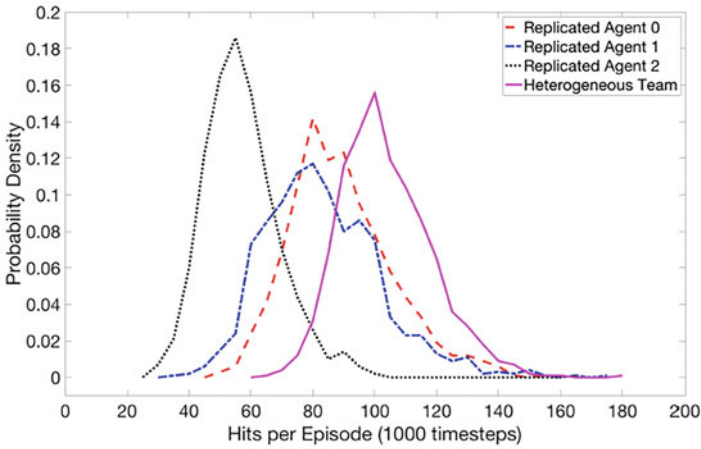 0.2
0.18
0.16
0.14
0.12
0.1
0.08
0.06
0.04
0.02
0
Probability Density
Replicated Agent 0
Replicated Agent 1
Replicated Agent 2
Heterogeneous Team
0 20 40 60 80 100 120 140 160 180 200
Hits per Episode (1000 timesteps)